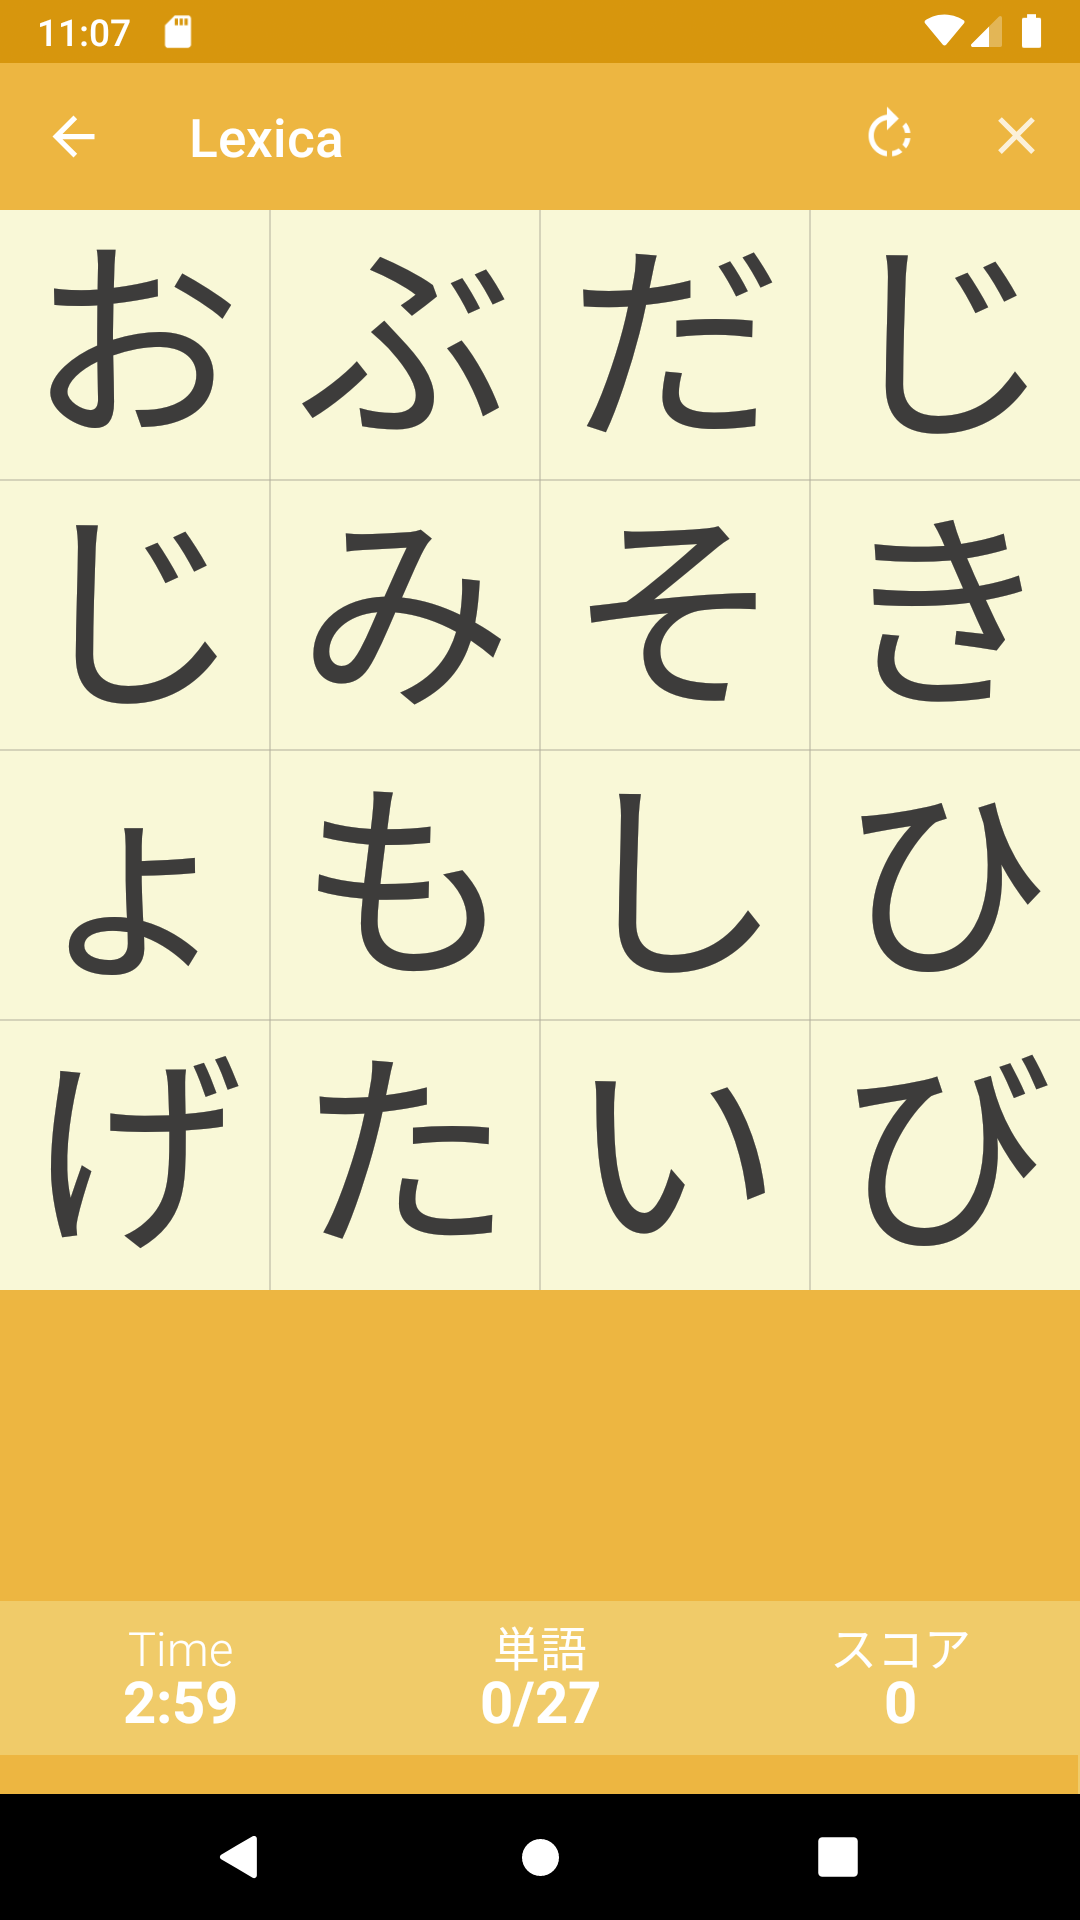 11:07
Lexica
お ぶ だ じ
じ み そ き
ょ も し ひ
げ た い び
Time 単語 スコア
2:59 0/27 0